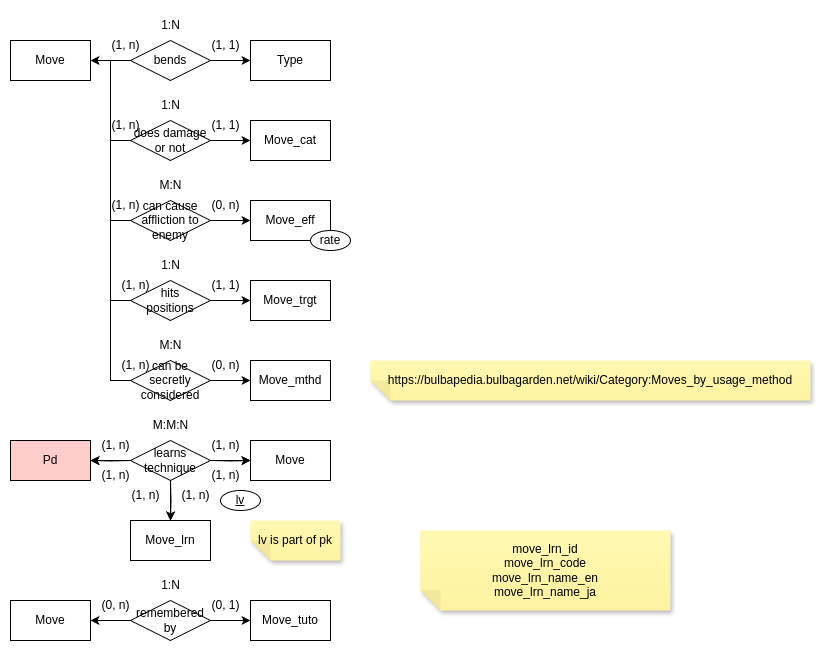 1:N
Move
(1, n)
bends
(1, 1)
Type
1:N
(1, n)
does damage
or not
(1, 1)
Move_cat
M:N
(1, n)
can cause
affliction to
enemy
(0, n)
Move_eff
rate
1:N
(1, n)
hits
positions
(1, 1)
Move_trgt
M:N
(1, n)
can be
secretly
considered
(0, n)
Move_mthd
https://bulbapedia.bulbagarden.net/wiki/Category:Moves_by_usage_method
M:M:N
Pd
(1, n)
(1, n)
learns
technique
(1, n)
(1, n)
Move
(1, n)
(1, n)
lv
Move_lrn
lv is part of pk
move_lrn_id
move_lrn_code
move_lrn_name_en
move_lrn_name_ja
1:N
Move
(0, n)
remembered
by
(0, 1)
Move_tuto